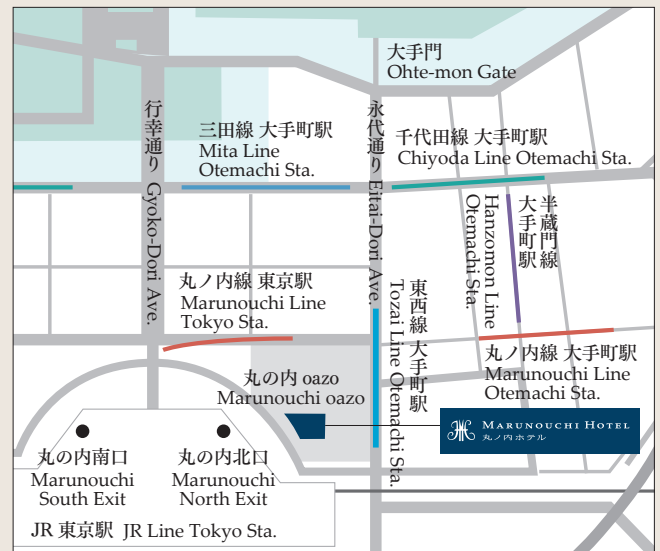 大手門
Ohte-mon Gate
行幸通り Gyoko-Dori Ave.
三田線 大手町駅
Mita Line
Otemachi Sta.
永代通り Eitai-Dori Ave.
千代田線 大手町駅
Chiyoda Line Otemachi Sta.
半蔵門線
大手町駅
Hanzomon Line
Otemachi Sta.
丸ノ内線 東京駅
Marunouchi Line
Tokyo Sta.
東西線 大手町駅
Tozai Line Otemachi Sta.
丸ノ内線 大手町駅
Marunouchi Line
Otemachi Sta.
丸の内 oazo
Marunouchi oazo
MARUNOUCHI HOTEL
丸ノ内ホテル
丸の内南口
Marunouchi
South Exit
丸の内北口
Marunouchi
North Exit
JR 東京駅 JR Line Tokyo Sta.